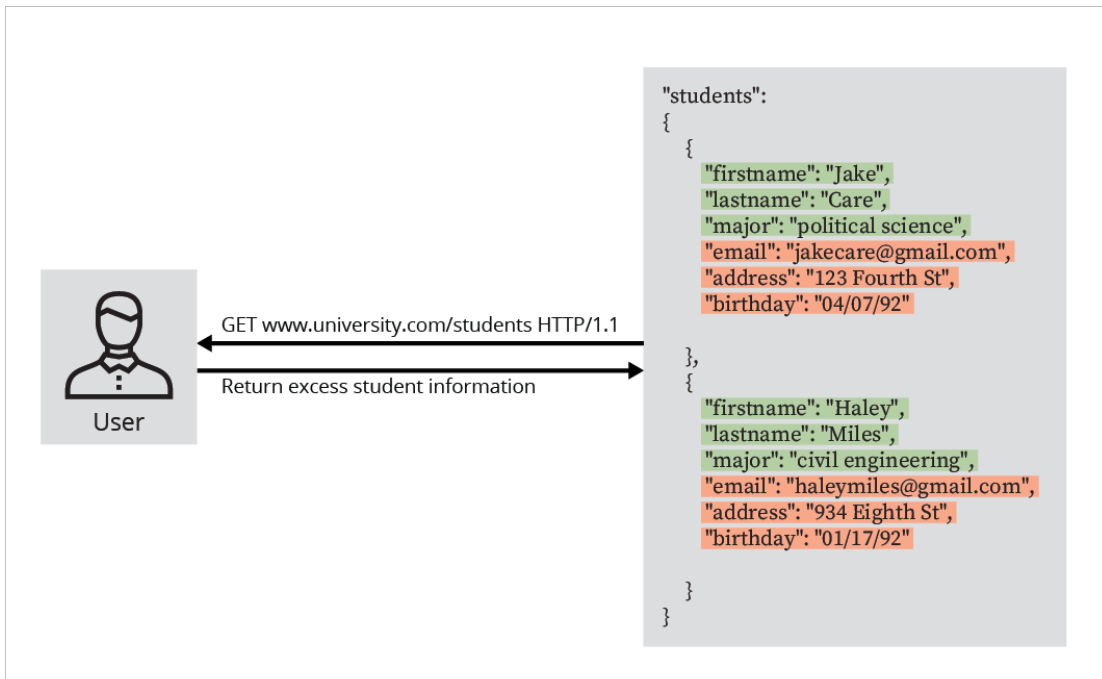 GET www.university.com/students HTTP/1.1
Return excess student information
User
"students":
{
{
"firstname": "Jake",
"lastname": "Care",
"major": "political science",
"email": "jakecare@gmail.com",
"address": "123 Fourth St",
"birthday": "04/07/92"
},
{
"firstname": "Haley",
"lastname": "Miles",
"major": "civil engineering",
"email": "haleymiles@gmail.com",
"address": "934 Eighth St",
"birthday": "01/17/92"
}
}